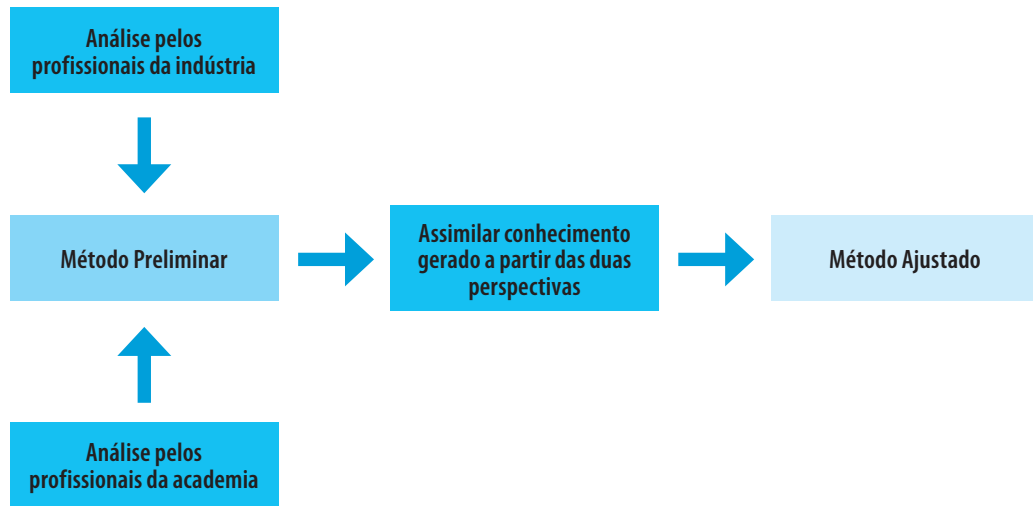 Análise pelos
profissionais da indústria
Método Preliminar
Assimilar conhecimento
gerado a partir das duas
perspectivas
Método Ajustado
Análise pelos
profissionais da academia